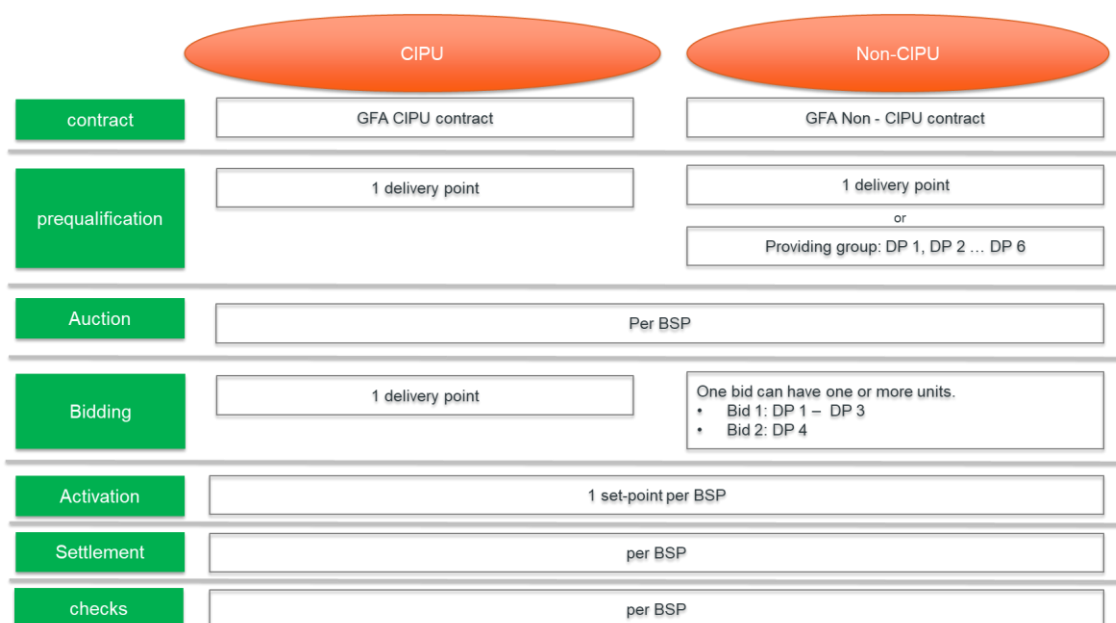 CIPU
Non-CIPU
contract
GFA CIPU contract
GFA Non - CIPU contract
prequalification
1 delivery point
1 delivery point
or
Providing group: DP 1, DP 2 ... DP 6
Auction
Per BSP
Bidding
1 delivery point
One bid can have one or more units.
• Bid 1: DP 1 – DP 3
• Bid 2: DP 4
Activation
1 set-point per BSP
Settlement
per BSP
checks
per BSP